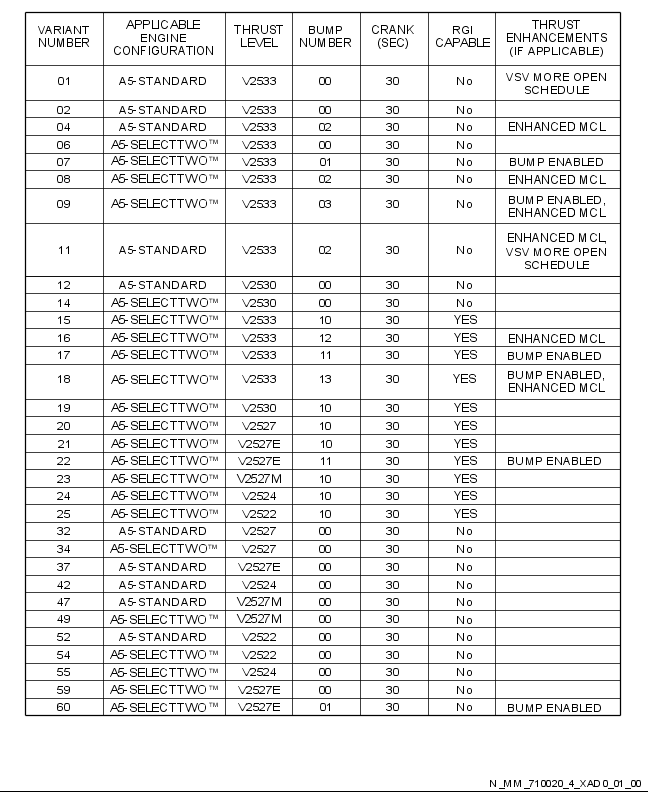 VARIANT NUMBER | APPLICABLE ENGINE CONFIGURATION | THRUST LEVEL | BUMP NUMBER | CRANK (SEC) | RGI CAPABLE | THRUST ENHANCEMENTS (IF APPLICABLE)
01 A5-STANDARD V2533 00 30 No VSV MORE OPEN SCHEDULE
02 A5-STANDARD V2533 00 30 No
04 A5-STANDARD V2533 02 30 No ENHANCED MCL
06 A5-SELECTTWO™ V2533 00 30 No
07 A5-SELECTTWO™ V2533 01 30 No BUMP ENABLED
08 A5-SELECTTWO™ V2533 02 30 No ENHANCED MCL
09 A5-SELECTTWO™ V2533 03 30 No BUMP ENABLED, ENHANCED MCL
11 A5-STANDARD V2533 02 30 No ENHANCED MCL, VSV MORE OPEN SCHEDULE
12 A5-STANDARD V2530 00 30 No
14 A5-SELECTTWO™ V2530 00 30 No
15 A5-SELECTTWO™ V2533 10 30 YES
16 A5-SELECTTWO™ V2533 12 30 YES ENHANCED MCL
17 A5-SELECTTWO™ V2533 11 30 YES BUMP ENABLED
18 A5-SELECTTWO™ V2533 13 30 YES BUMP ENABLED, ENHANCED MCL
19 A5-SELECTTWO™ V2530 10 30 YES
20 A5-SELECTTWO™ V2527 10 30 YES
21 A5-SELECTTWO™ V2527E 10 30 YES
22 A5-SELECTTWO™ V2527E 11 30 YES BUMP ENABLED
23 A5-SELECTTWO™ V2527M 10 30 YES
24 A5-SELECTTWO™ V2524 10 30 YES
25 A5-SELECTTWO™ V2522 10 30 YES
32 A5-STANDARD V2527 00 30 No
34 A5-SELECTTWO™ V2527 00 30 No
37 A5-STANDARD V2527E 00 30 No
42 A5-STANDARD V2524 00 30 No
47 A5-STANDARD V2527M 00 30 No
49 A5-SELECTTWO™ V2527M 00 30 No
52 A5-STANDARD V2522 00 30 No
54 A5-SELECTTWO™ V2522 00 30 No
55 A5-SELECTTWO™ V2524 00 30 No
59 A5-SELECTTWO™ V2527E 00 30 No
60 A5-SELECTTWO™ V2527E 01 30 No BUMP ENABLED
N_MM_710020_4_XAD0_01_00